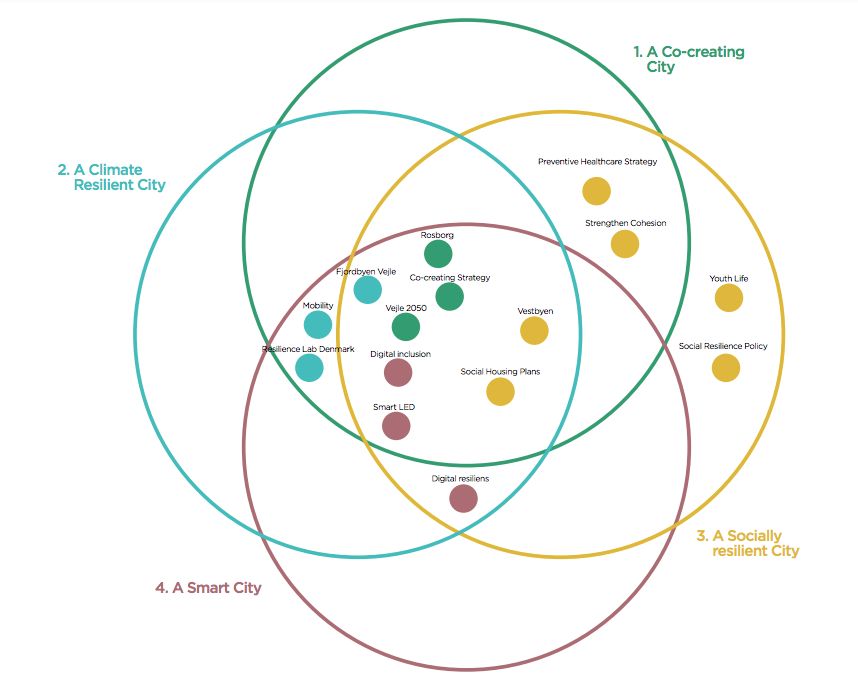 1. A Co-creating
City
Preventive Healthcare Strategy
2. A Climate
Resilient City
Strengthen Cohesion
Rosborg
Fjordbyen Vejle
Co-creating Strategy
Youth Life
Mobility
Vejle 2050
Vestbyen
Resilience Lab Denmark
Digital inclusion
Social Resilience Policy
Social Housing Plans
Smart LED
Digital resiliens
3. A Socially
resilient City
4. A Smart City